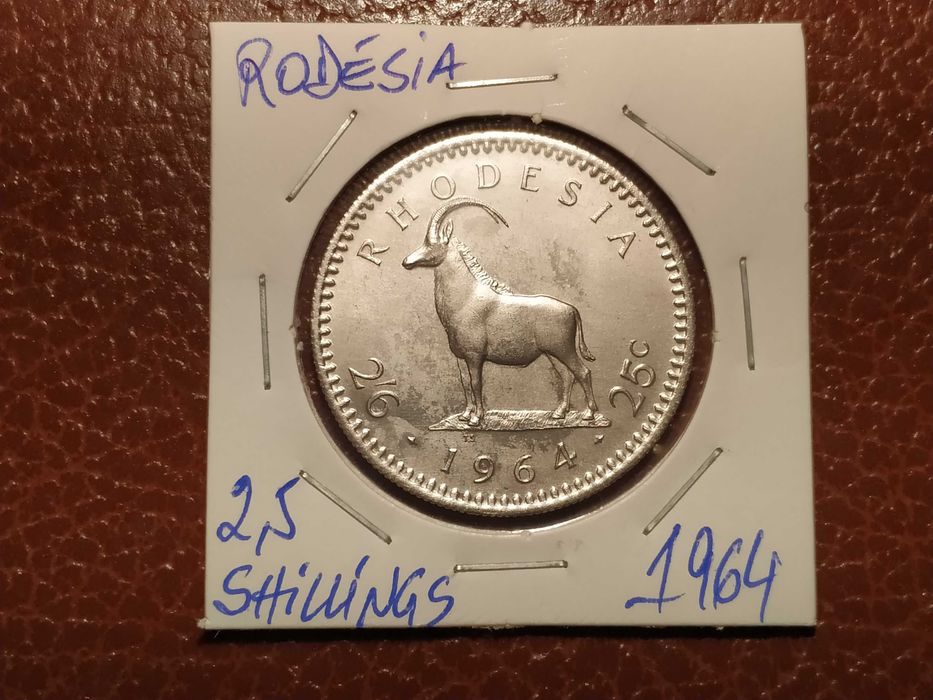 RODÉSIA
RHODESIA
2/6
25c
· 1964 ·
2,5
SHILLINGS
1964